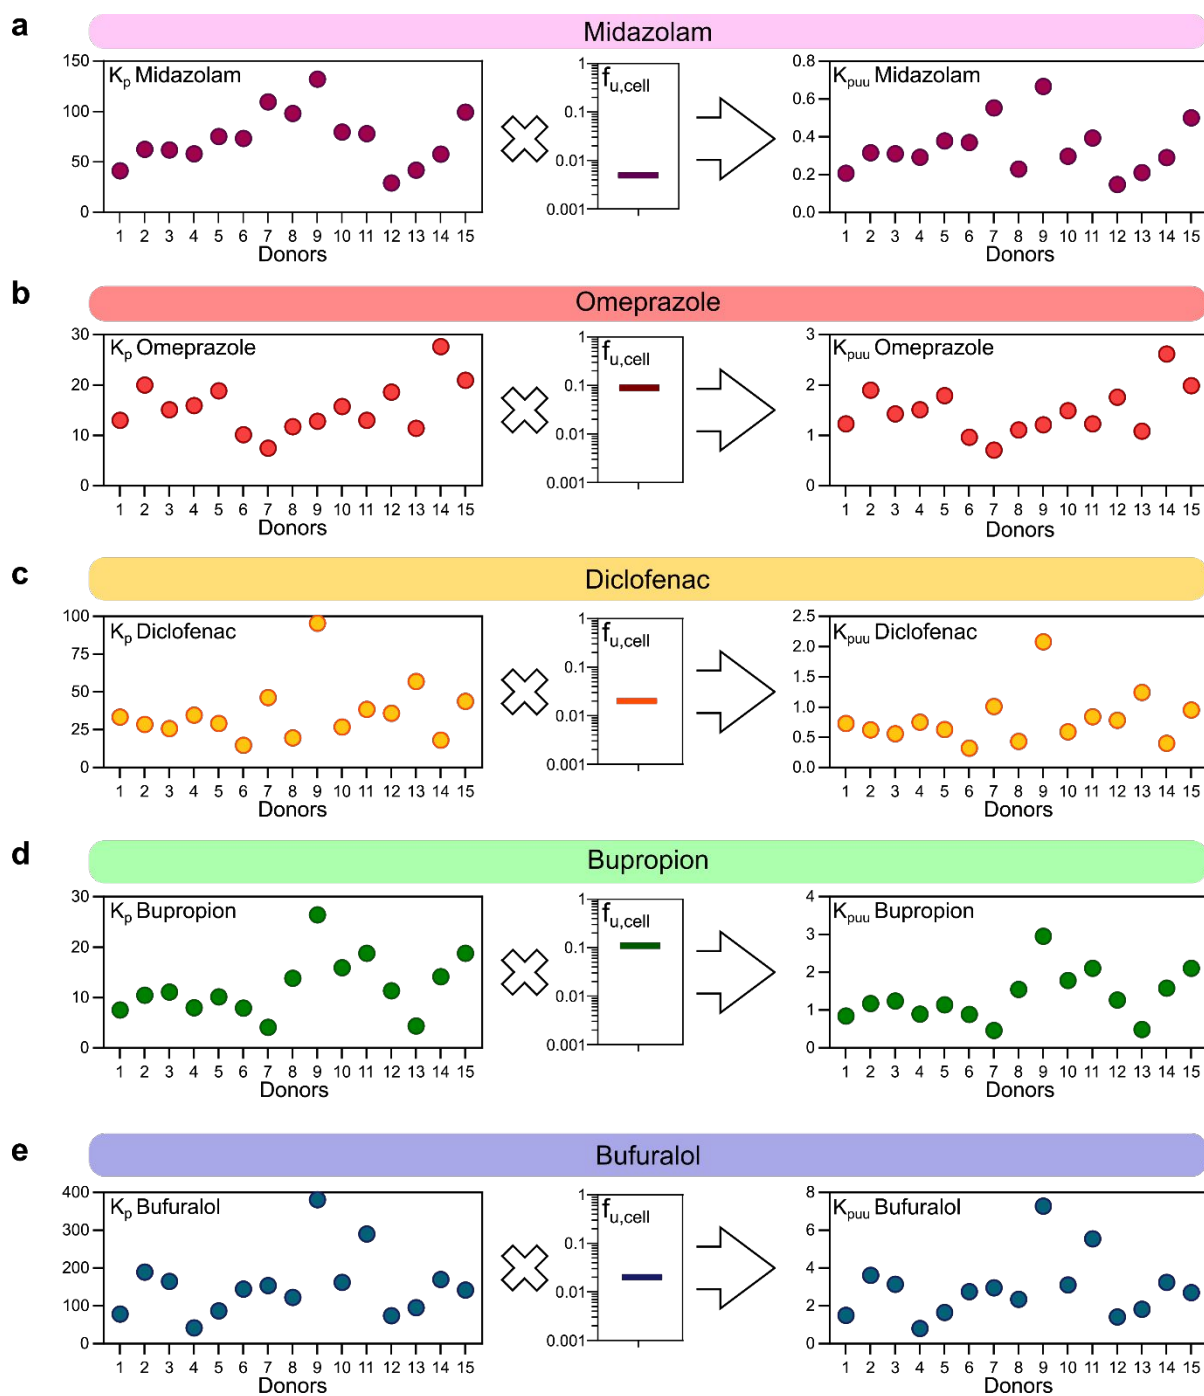 a
Midazolam
150
100
50
0
Kp Midazolam
1 2 3 4 5 6 7 8 9 10 11 12 13 14 15
Donors
1
0.1
0.01
0.001
fu,cell
0.8
0.6
0.4
0.2
0.0
Kpuu Midazolam
1 2 3 4 5 6 7 8 9 10 11 12 13 14 15
Donors
b
Omeprazole
30
20
10
0
Kp Omeprazole
1 2 3 4 5 6 7 8 9 10 11 12 13 14 15
Donors
1
0.1
0.01
0.001
fu,cell
3
2
1
0
Kpuu Omeprazole
1 2 3 4 5 6 7 8 9 10 11 12 13 14 15
Donors
c
Diclofenac
100
75
50
25
0
Kp Diclofenac
1 2 3 4 5 6 7 8 9 10 11 12 13 14 15
Donors
1
0.1
0.01
0.001
fu,cell
2.5
2.0
1.5
1.0
0.5
0.0
Kpuu Diclofenac
1 2 3 4 5 6 7 8 9 10 11 12 13 14 15
Donors
d
Bupropion
30
20
10
0
Kp Bupropion
1 2 3 4 5 6 7 8 9 10 11 12 13 14 15
Donors
1
0.1
0.01
0.001
fu,cell
4
3
2
1
0
Kpuu Bupropion
1 2 3 4 5 6 7 8 9 10 11 12 13 14 15
Donors
e
Bufuralol
400
300
200
100
0
Kp Bufuralol
1 2 3 4 5 6 7 8 9 10 11 12 13 14 15
Donors
1
0.1
0.01
0.001
fu,cell
8
6
4
2
0
Kpuu Bufuralol
1 2 3 4 5 6 7 8 9 10 11 12 13 14 15
Donors